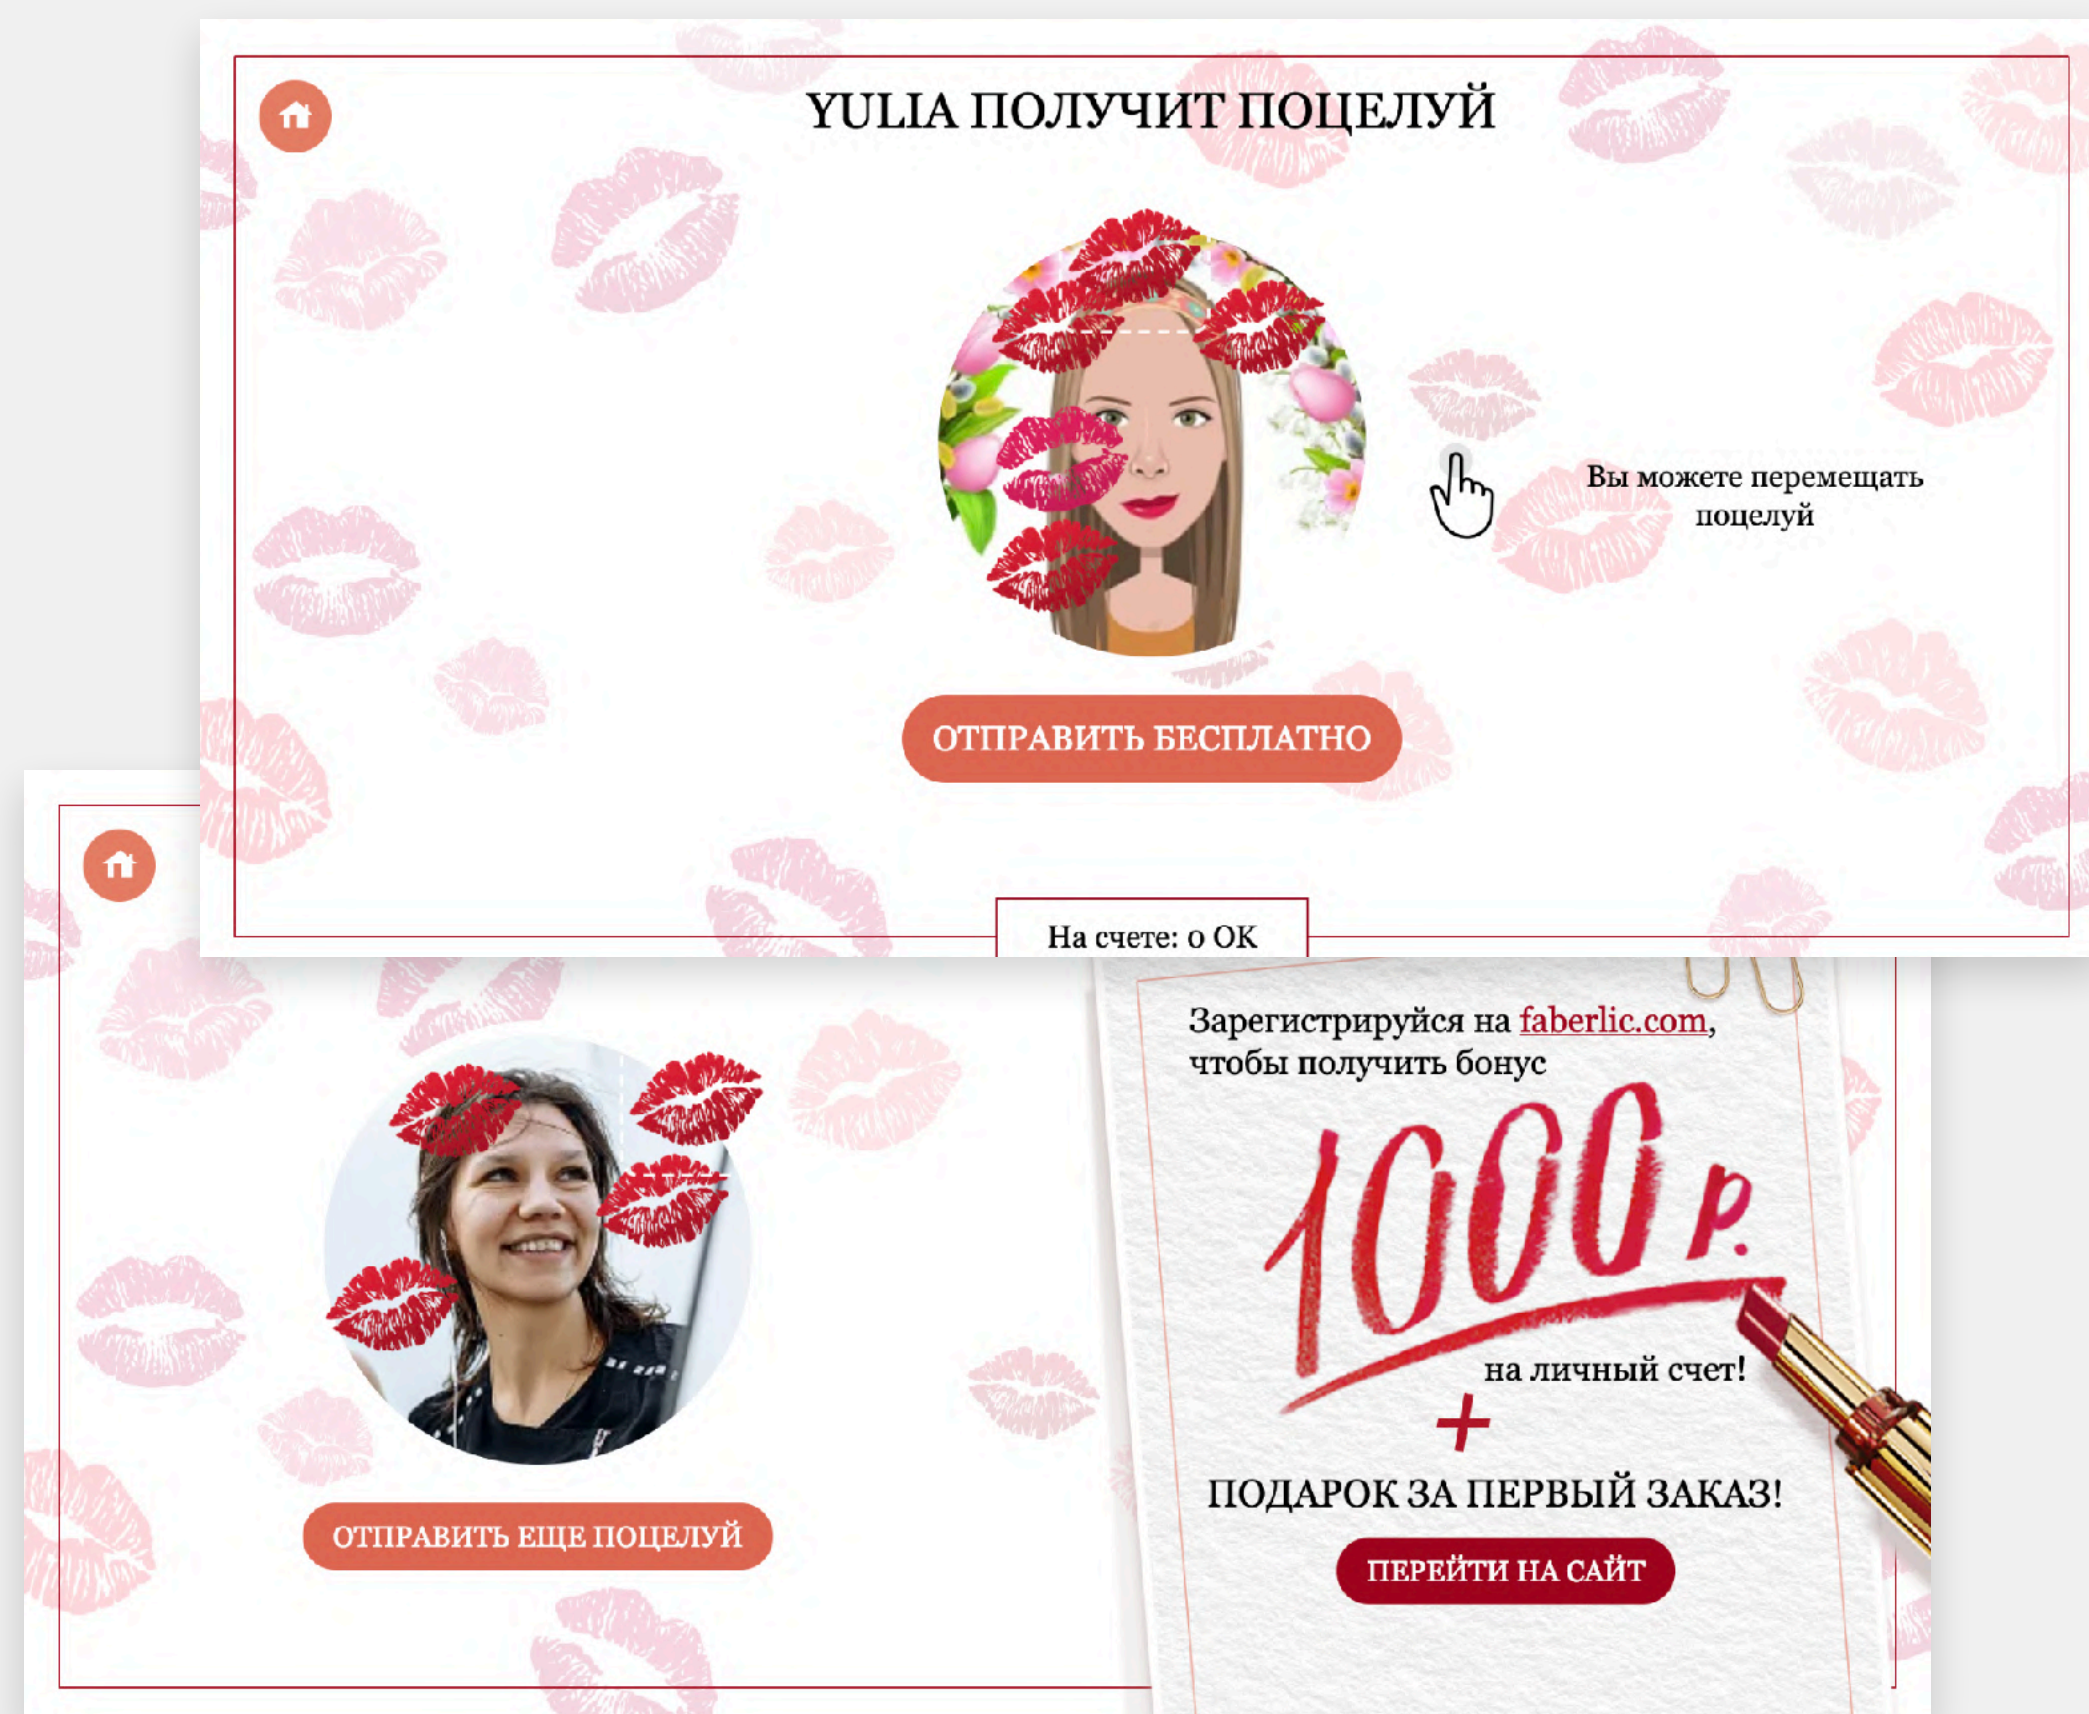 YULIA ПОЛУЧИТ ПОЦЕЛУЙ
Вы можете перемещать
поцелуй
ОТПРАВИТЬ БЕСПЛАТНО
На счете: 0 ОК
Зарегистрируйся на faberlic.com,
чтобы получить бонус
1000 р.
на личный счет!
+
ПОДАРОК ЗА ПЕРВЫЙ ЗАКАЗ!
ПЕРЕЙТИ НА САЙТ
ОТПРАВИТЬ ЕЩЕ ПОЦЕЛУЙ